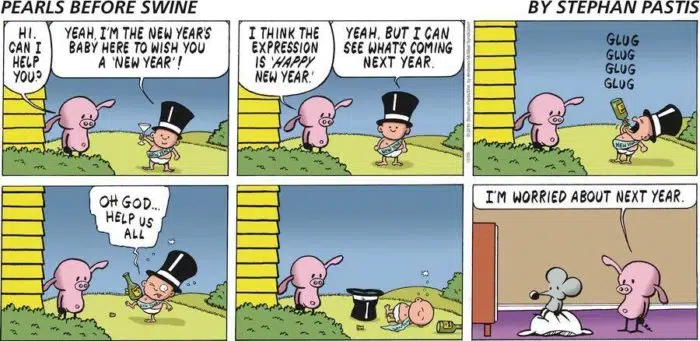 PEARLS BEFORE SWINE
BY STEPHAN PASTIS
HI.
CAN I
HELP
YOU?
YEAH, I'M THE NEW YEAR'S
BABY HERE TO WISH YOU
A 'NEW YEAR'!
I THINK THE
EXPRESSION
IS 'HAPPY
NEW YEAR.'
YEAH, BUT I CAN
SEE WHAT'S COMING
NEXT YEAR.
GLUG
GLUG
GLUG
GLUG
OH GOD...
HELP US
ALL
I'M WORRIED ABOUT NEXT YEAR.